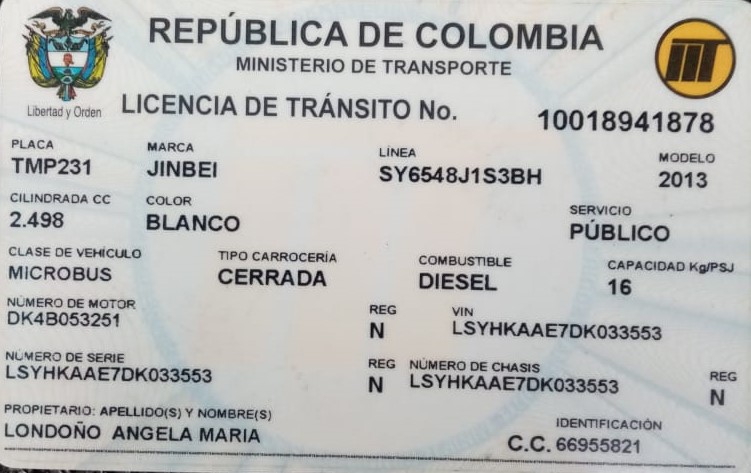 REPÚBLICA DE COLOMBIA
MINISTERIO DE TRANSPORTE
Libertad y Orden
LICENCIA DE TRÁNSITO No. 10018941878
PLACA MARCA LÍNEA MODELO
TMP231 JINBEI SY6548J1S3BH 2013
CILINDRADA CC COLOR SERVICIO
2.498 BLANCO PÚBLICO
CLASE DE VEHÍCULO TIPO CARROCERÍA COMBUSTIBLE CAPACIDAD Kg/PSJ
MICROBUS CERRADA DIESEL 16
NÚMERO DE MOTOR REG VIN
DK4B053251 N LSYHKAAE7DK033553
NÚMERO DE SERIE REG NÚMERO DE CHASIS REG
LSYHKAAE7DK033553 N LSYHKAAE7DK033553 N
PROPIETARIO: APELLIDO(S) Y NOMBRE(S) IDENTIFICACIÓN
LONDOÑO ANGELA MARIA C.C. 66955821